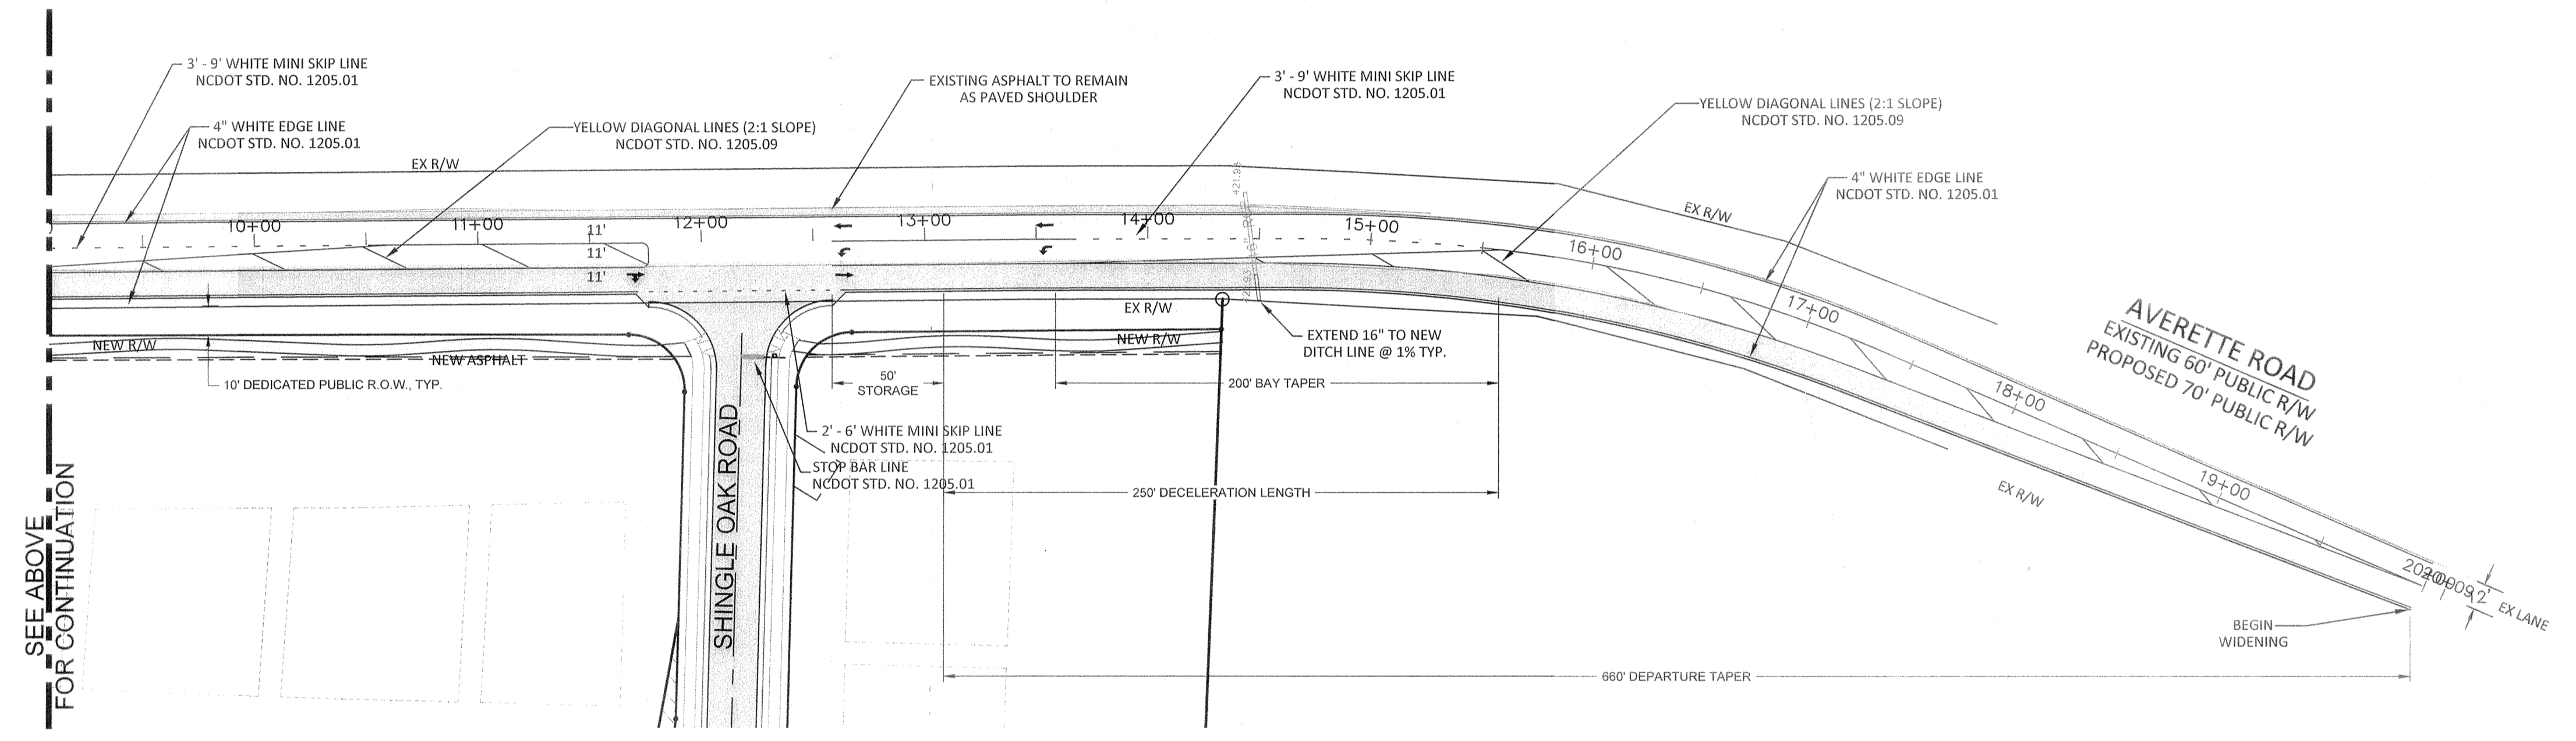 3' - 9' WHITE MINI SKIP LINE
NCDOT STD. NO. 1205.01
4" WHITE EDGE LINE
NCDOT STD. NO. 1205.01
YELLOW DIAGONAL LINES (2:1 SLOPE)
NCDOT STD. NO. 1205.09
EXISTING ASPHALT TO REMAIN
AS PAVED SHOULDER
3' - 9' WHITE MINI SKIP LINE
NCDOT STD. NO. 1205.01
YELLOW DIAGONAL LINES (2:1 SLOPE)
NCDOT STD. NO. 1205.09
4" WHITE EDGE LINE
NCDOT STD. NO. 1205.01
EX R/W
EX R/W
10+00
11+00
12+00
13+00
14+00
15+00
16+00
17+00
18+00
19+00
11'
11'
11'
AVERETTE ROAD
EXISTING 60' PUBLIC R/W
PROPOSED 70' PUBLIC R/W
EX R/W
NEW R/W
EXTEND 16" TO NEW
DITCH LINE @ 1% TYP.
NEW R/W
NEW ASPHALT
10' DEDICATED PUBLIC R.O.W., TYP.
50'
STORAGE
200' BAY TAPER
2' - 6' WHITE MINI SKIP LINE
NCDOT STD. NO. 1205.01
STOP BAR LINE
NCDOT STD. NO. 1205.01
250' DECELERATION LENGTH
EX R/W
SHINGLE OAK ROAD
SEE ABOVE
FOR CONTINUATION
EX LANE
BEGIN
WIDENING
660' DEPARTURE TAPER